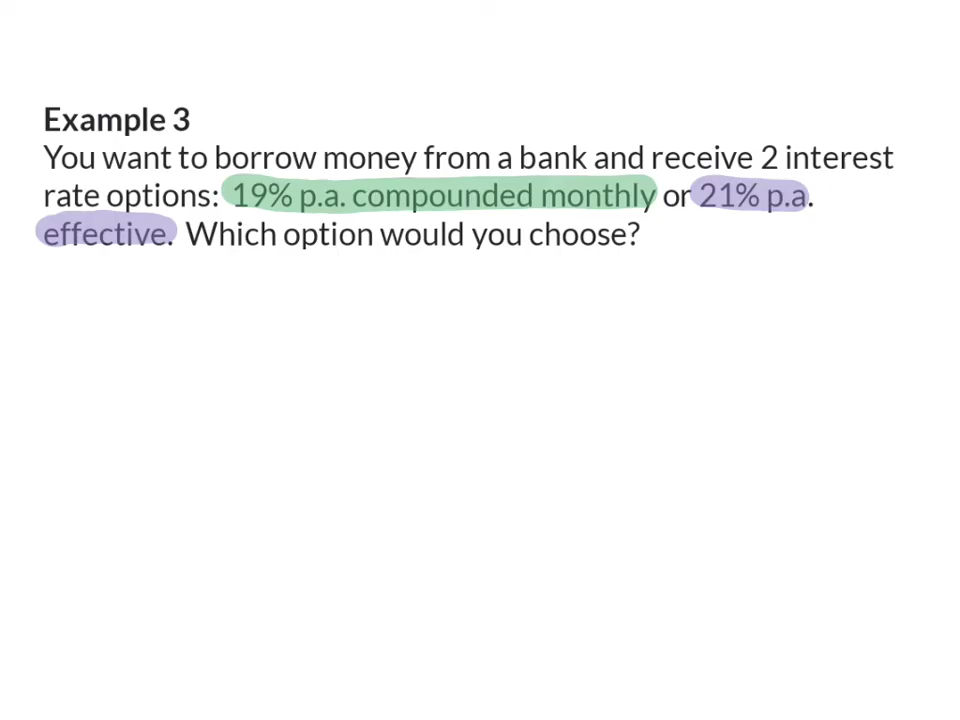 Example 3
You want to borrow money from a bank and receive 2 interest
rate options: 19% p.a. compounded monthly or 21% p.a.
effective. Which option would you choose?